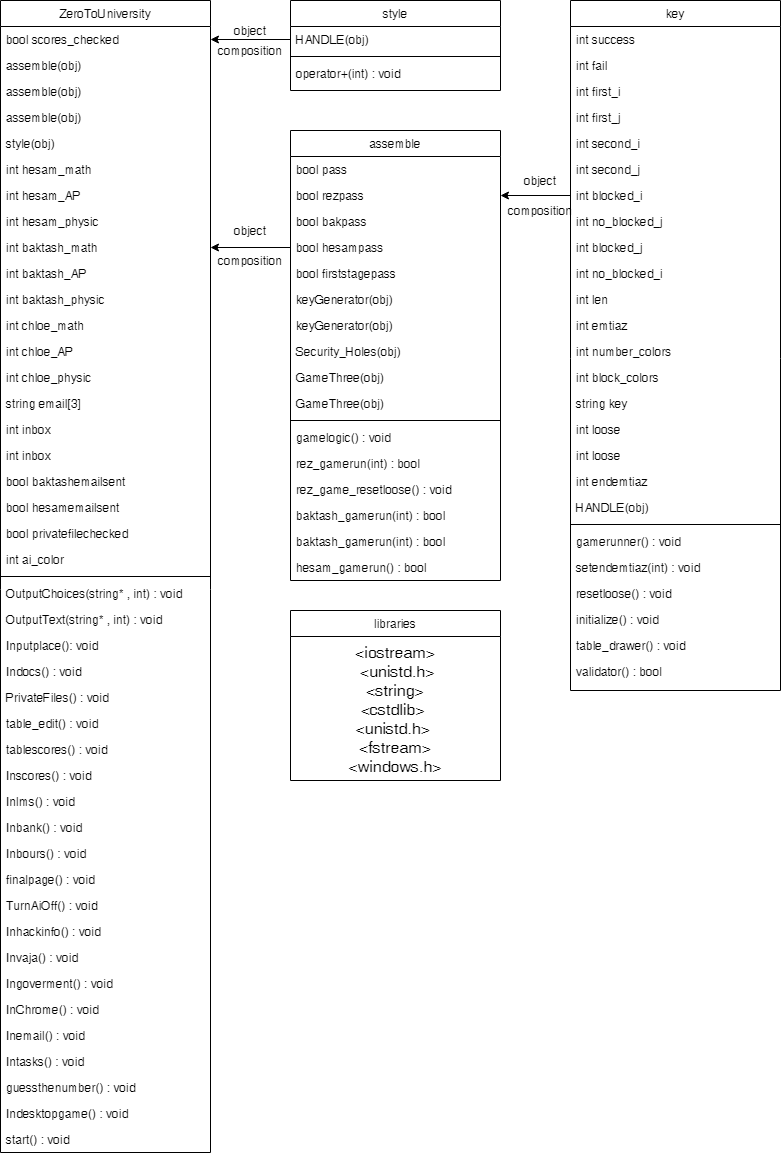 ZeroToUniversity
bool scores_checked
assemble(obj)
assemble(obj)
assemble(obj)
style(obj)
int hesam_math
int hesam_AP
int hesam_physic
int baktash_math
int baktash_AP
int baktash_physic
int chloe_math
int chloe_AP
int chloe_physic
string email[3]
int inbox
int inbox
bool baktashemailsent
bool hesamemailsent
bool privatefilechecked
int ai_color
OutputChoices(string* , int) : void
OutputText(string* , int) : void
Inputplace(): void
Indocs() : void
PrivateFiles() : void
table_edit() : void
tablescores() : void
Inscores() : void
Inlms() : void
Inbank() : void
Inbours() : void
finalpage() : void
TurnAiOff() : void
Inhackinfo() : void
Invaja() : void
Ingoverment() : void
InChrome() : void
Inemail() : void
Intasks() : void
guessthenumber() : void
Indesktopgame() : void
start() : void
object
composition
object
composition
style
HANDLE(obj)
operator+(int) : void
assemble
bool pass
bool rezpass
bool bakpass
bool hesampass
bool firststagepass
keyGenerator(obj)
keyGenerator(obj)
Security_Holes(obj)
GameThree(obj)
GameThree(obj)
gamelogic() : void
rez_gamerun(int) : bool
rez_game_resetloose() : void
baktash_gamerun(int) : bool
baktash_gamerun(int) : bool
hesam_gamerun() : bool
libraries
<iostream>
<unistd.h>
<string>
<cstdlib>
<unistd.h>
<fstream>
<windows.h>
object
composition
key
int success
int fail
int first_i
int first_j
int second_i
int second_j
int blocked_i
int no_blocked_j
int blocked_j
int no_blocked_i
int len
int emtiaz
int number_colors
int block_colors
string key
int loose
int loose
int endemtiaz
HANDLE(obj)
gamerunner() : void
setendemtiaz(int) : void
resetloose() : void
initialize() : void
table_drawer() : void
validator() : bool